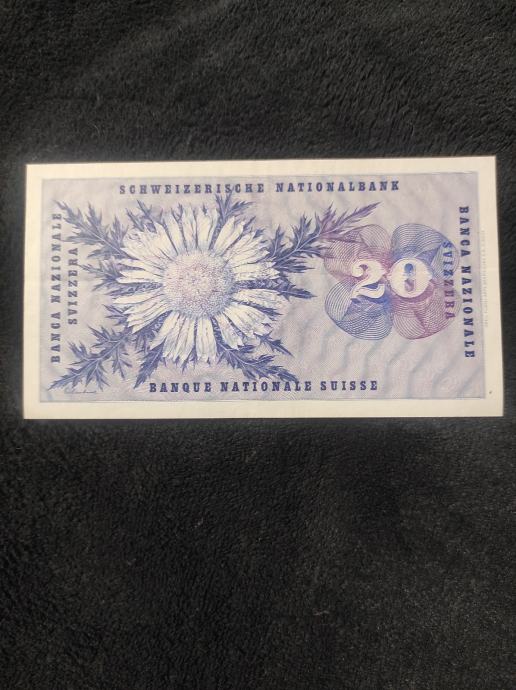 SCHWEIZERISCHE NATIONALBANK
BANCA NAZIONALE
SVIZZERA
20
BANCA NAZIONALE
SVIZZERA
BANQUE NATIONALE SUISSE